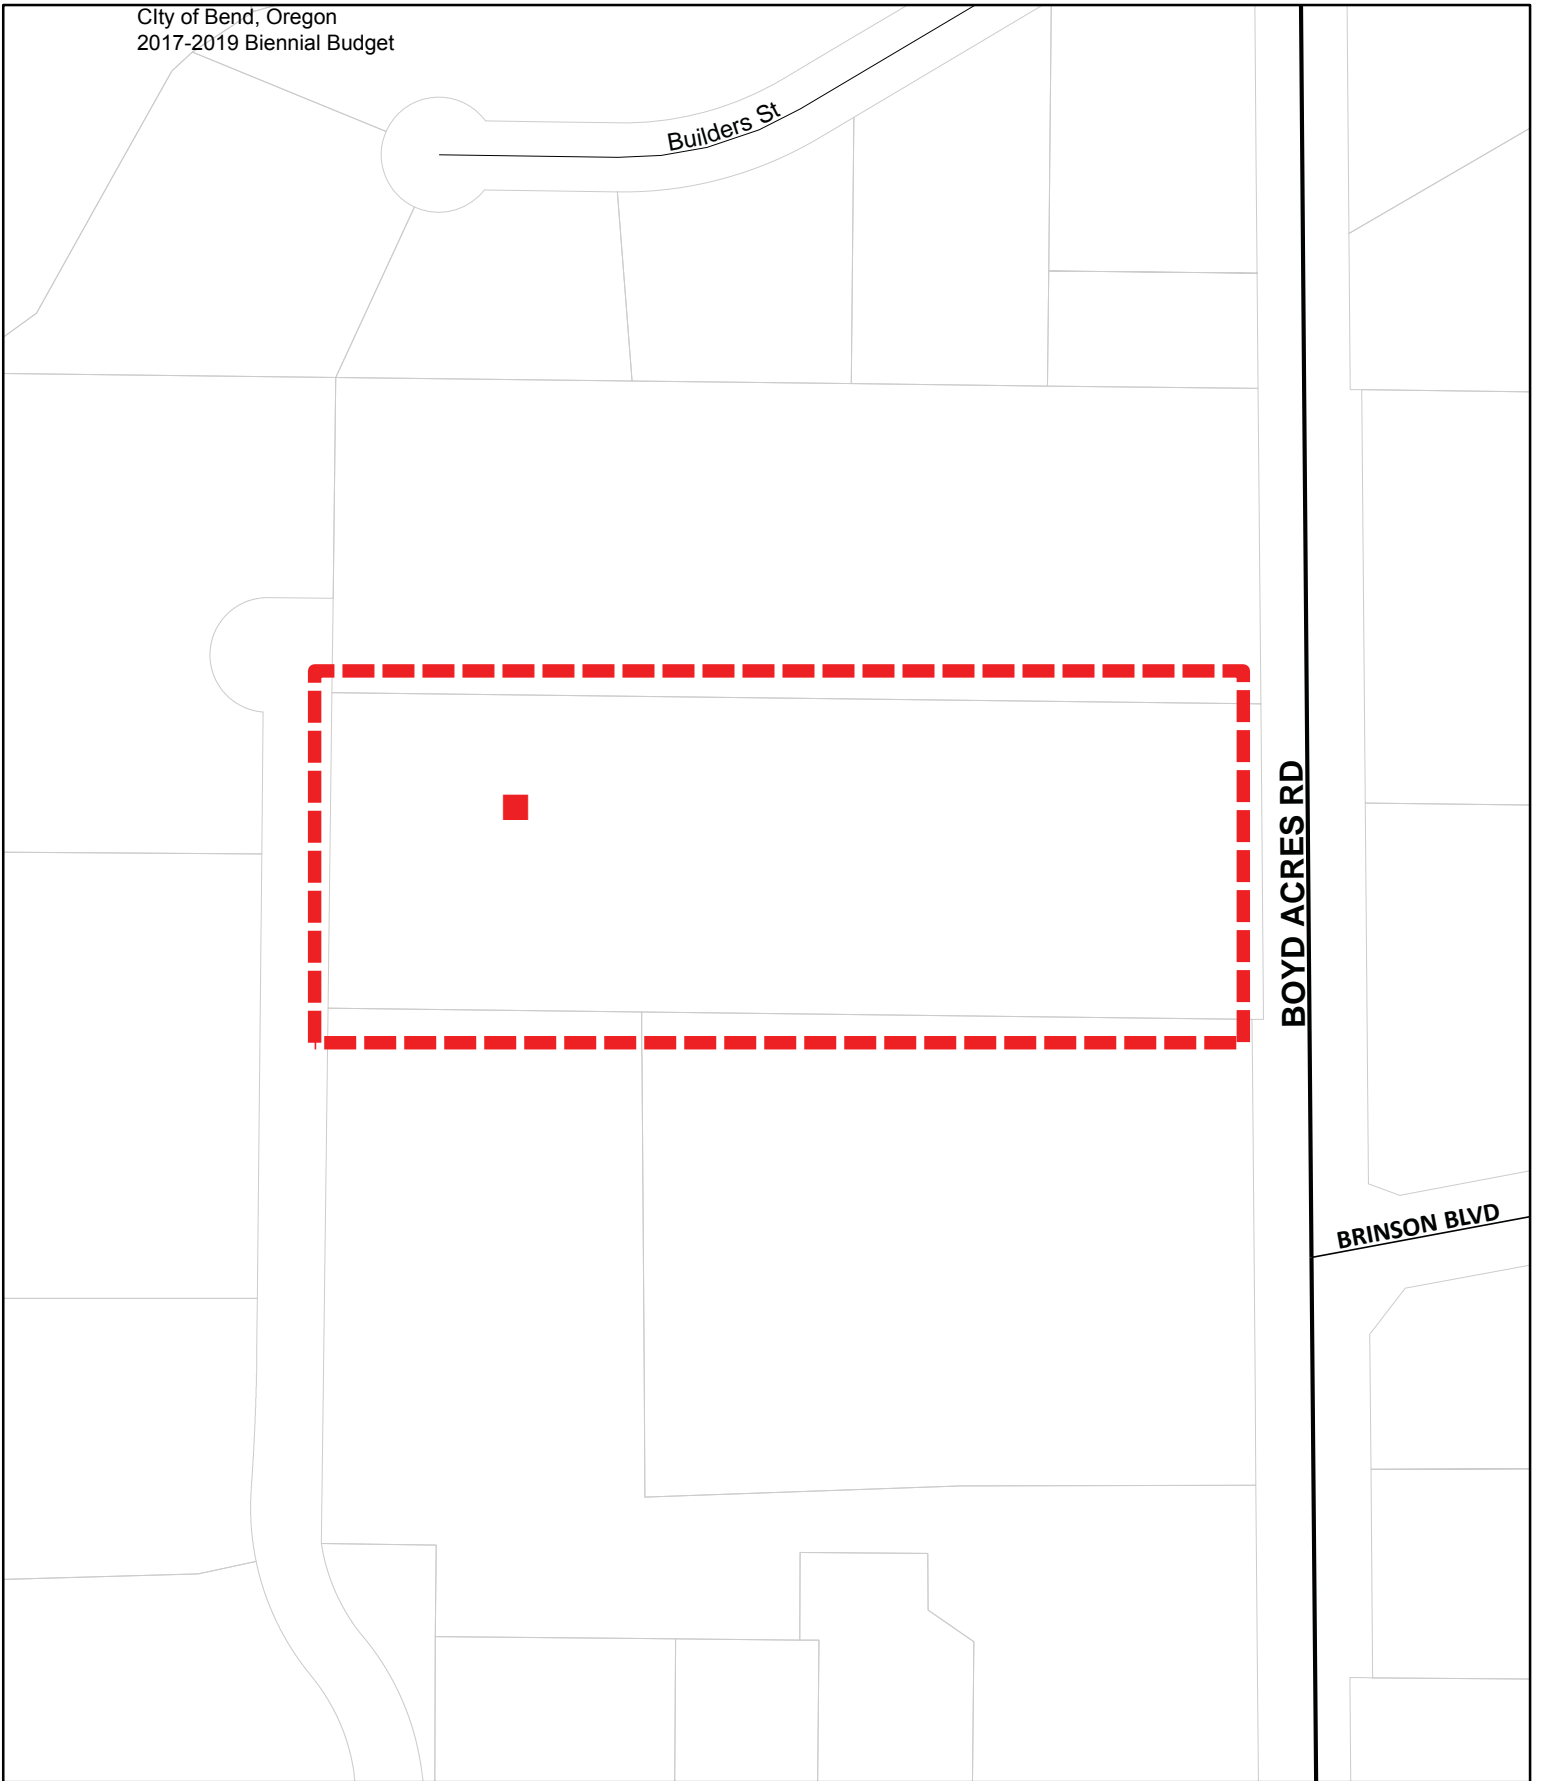 CIty of Bend, Oregon
2017-2019 Biennial Budget
Builders St
BOYD ACRES RD
BRINSON BLVD